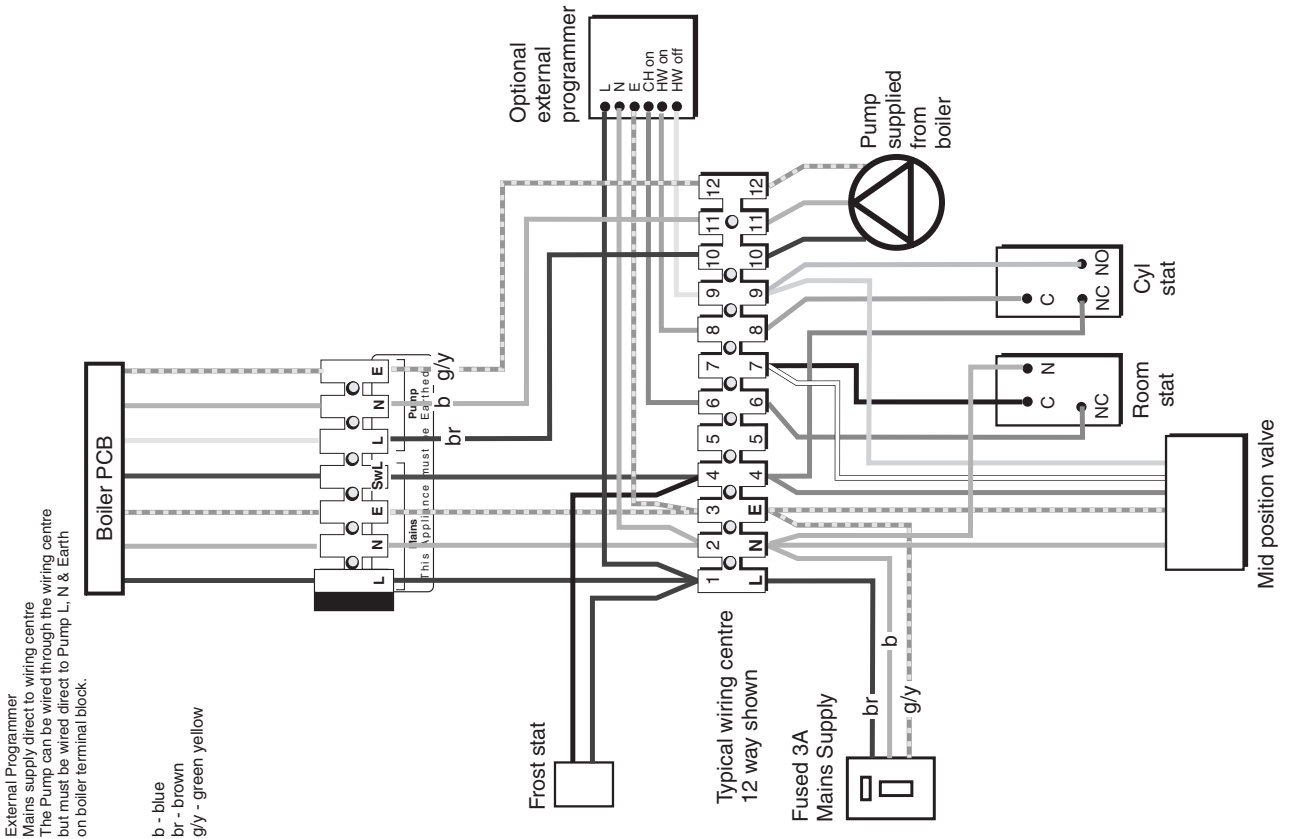 External Programmer
Mains supply direct to wiring centre
The Pump can be wired through the wiring centre
but must be wired direct to Pump L, N & Earth
on boiler terminal block.
b - blue
br - brown
g/y - green yellow
Boiler PCB
L
N
E
SwL
L
N
E
Mains
Pump
This Appliance must be Earthed
br
b
g/y
Optional
external
programmer
L
N
E
CH on
HW on
HW off
Frost stat
Typical wiring centre
12 way shown
1
2
3
4
5
6
7
8
9
10
11
12
L
N
E
4
5
6
7
8
9
10
11
12
Pump
supplied
from
boiler
Fused 3A
Mains Supply
br
b
g/y
C
N
NC
Room
stat
C
NC
NO
Cyl
stat
Mid position valve